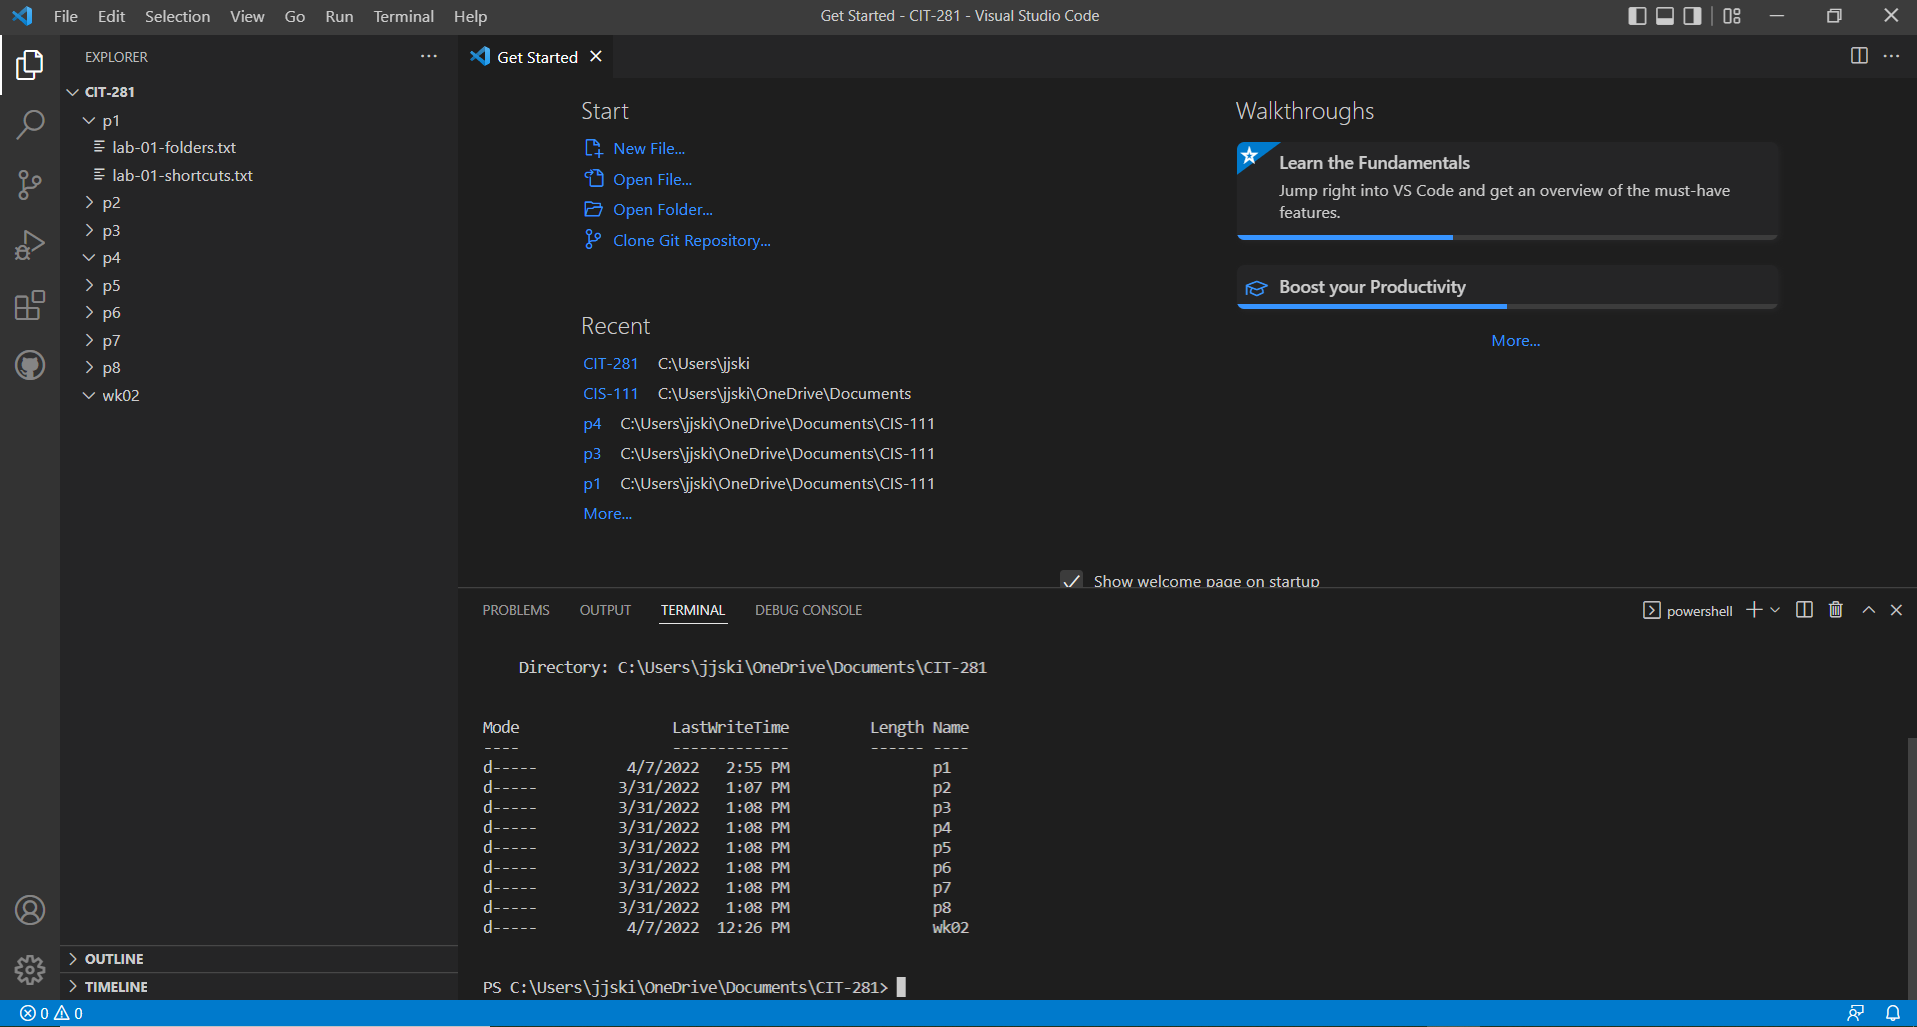 File Edit Selection View Go Run Terminal Help
Get Started - CIT-281 - Visual Studio Code
EXPLORER
CIT-281
p1
lab-01-folders.txt
lab-01-shortcuts.txt
p2
p3
p4
p5
p6
p7
p8
wk02
OUTLINE
TIMELINE
Get Started
Start
New File...
Open File...
Open Folder...
Clone Git Repository...
Recent
CIT-281 C:\Users\jjski
CIS-111 C:\Users\jjski\OneDrive\Documents
p4 C:\Users\jjski\OneDrive\Documents\CIS-111
p3 C:\Users\jjski\OneDrive\Documents\CIS-111
p1 C:\Users\jjski\OneDrive\Documents\CIS-111
More...
Walkthroughs
Learn the Fundamentals
Jump right into VS Code and get an overview of the must-have
features.
Boost your Productivity
More...
Show welcome page on startup
PROBLEMS OUTPUT TERMINAL DEBUG CONSOLE
powershell
Directory: C:\Users\jjski\OneDrive\Documents\CIT-281
Mode LastWriteTime Length Name
---- ------------- ------ ----
d----- 4/7/2022 2:55 PM p1
d----- 3/31/2022 1:07 PM p2
d----- 3/31/2022 1:08 PM p3
d----- 3/31/2022 1:08 PM p4
d----- 3/31/2022 1:08 PM p5
d----- 3/31/2022 1:08 PM p6
d----- 3/31/2022 1:08 PM p7
d----- 3/31/2022 1:08 PM p8
d----- 4/7/2022 12:26 PM wk02
PS C:\Users\jjski\OneDrive\Documents\CIT-281>
0 0